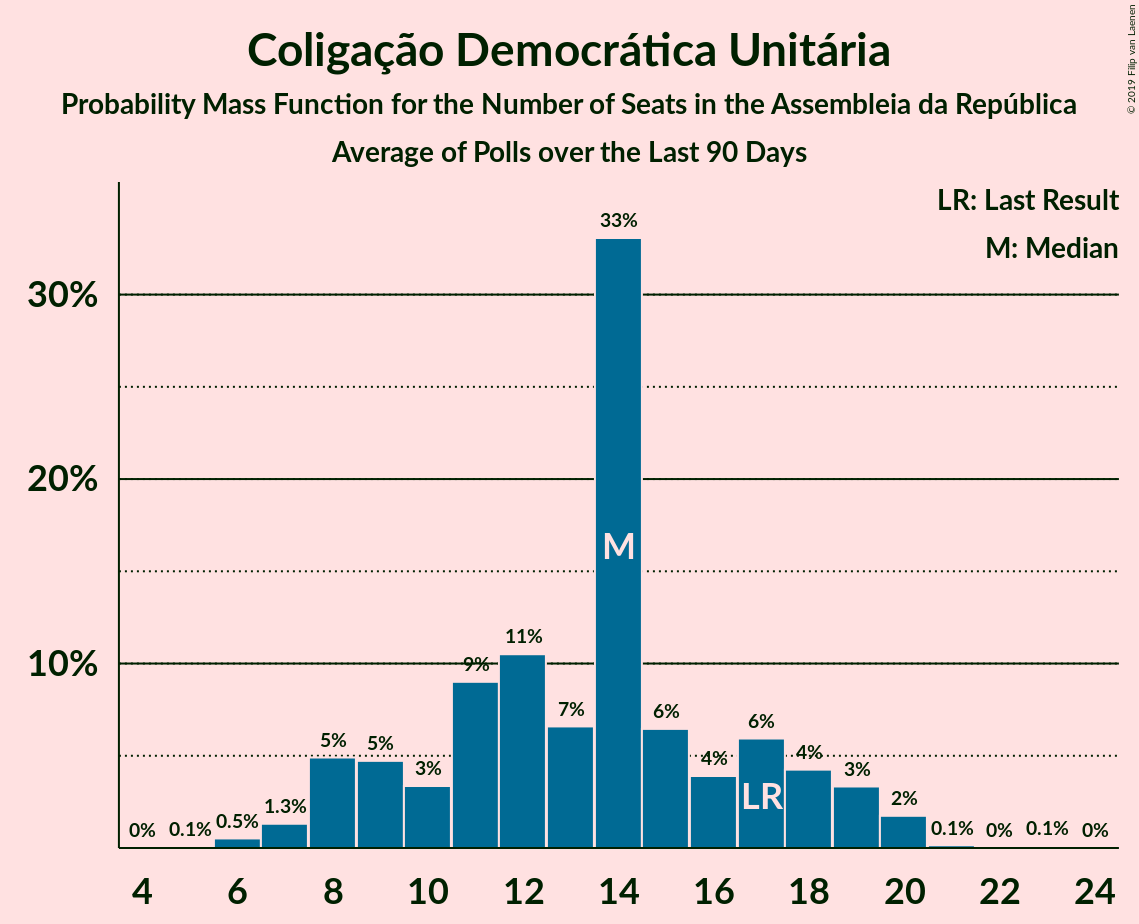 Coligação Democrática Unitária
Probability Mass Function for the Number of Seats in the Assembleia da República
Average of Polls over the Last 90 Days
© 2019 Filip van Laenen
LR: Last Result
M: Median
30%
20%
10%
0%
0.1%
0.5%
1.3%
5%
5%
3%
9%
11%
7%
33%
6%
4%
6%
4%
3%
2%
0.1%
0%
0.1%
0%
M
LR
4 6 8 10 12 14 16 18 20 22 24